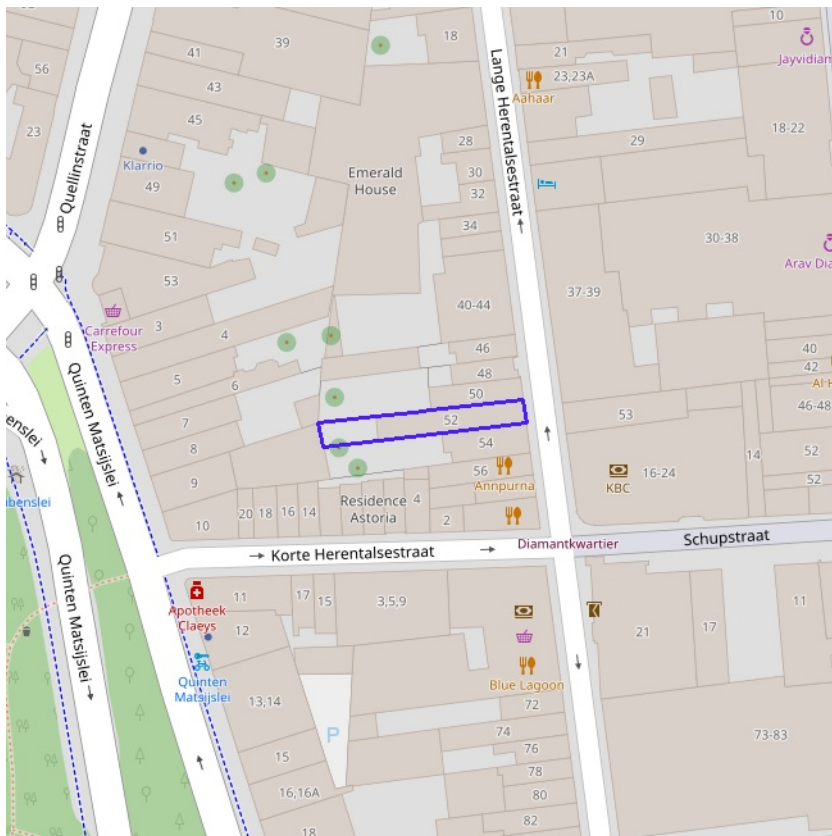 39
18
10
41
21
Jayvidiam
56
43
23,23A
Aahaar
45
18-22
23
Quellinstraat
Klarrio
28
29
Lange Herentalsestraat
Emerald
House
30
49
32
34
51
30-38
Arav Dia
53
37-39
40-44
3
4
Carrefour
Express
46
40
5
6
48
42
Al H
50
46-48
Quinten Matsijslei
7
52
53
8
54
14
52
9
56
Annpurna
KBC
16-24
52
benslei
ubenslei
10
20
18
16
14
Residence
Astoria
4
2
Korte Herentalsestraat
Diamantkwartier
Schupstraat
Quinten Matsijslei
Apotheek
Claeys
11
17
15
3,5,9
12
21
17
11
Quinten
Matsijslei
Blue Lagoon
13,14
72
P
74
73-83
76
15
78
16,16A
80
18
82